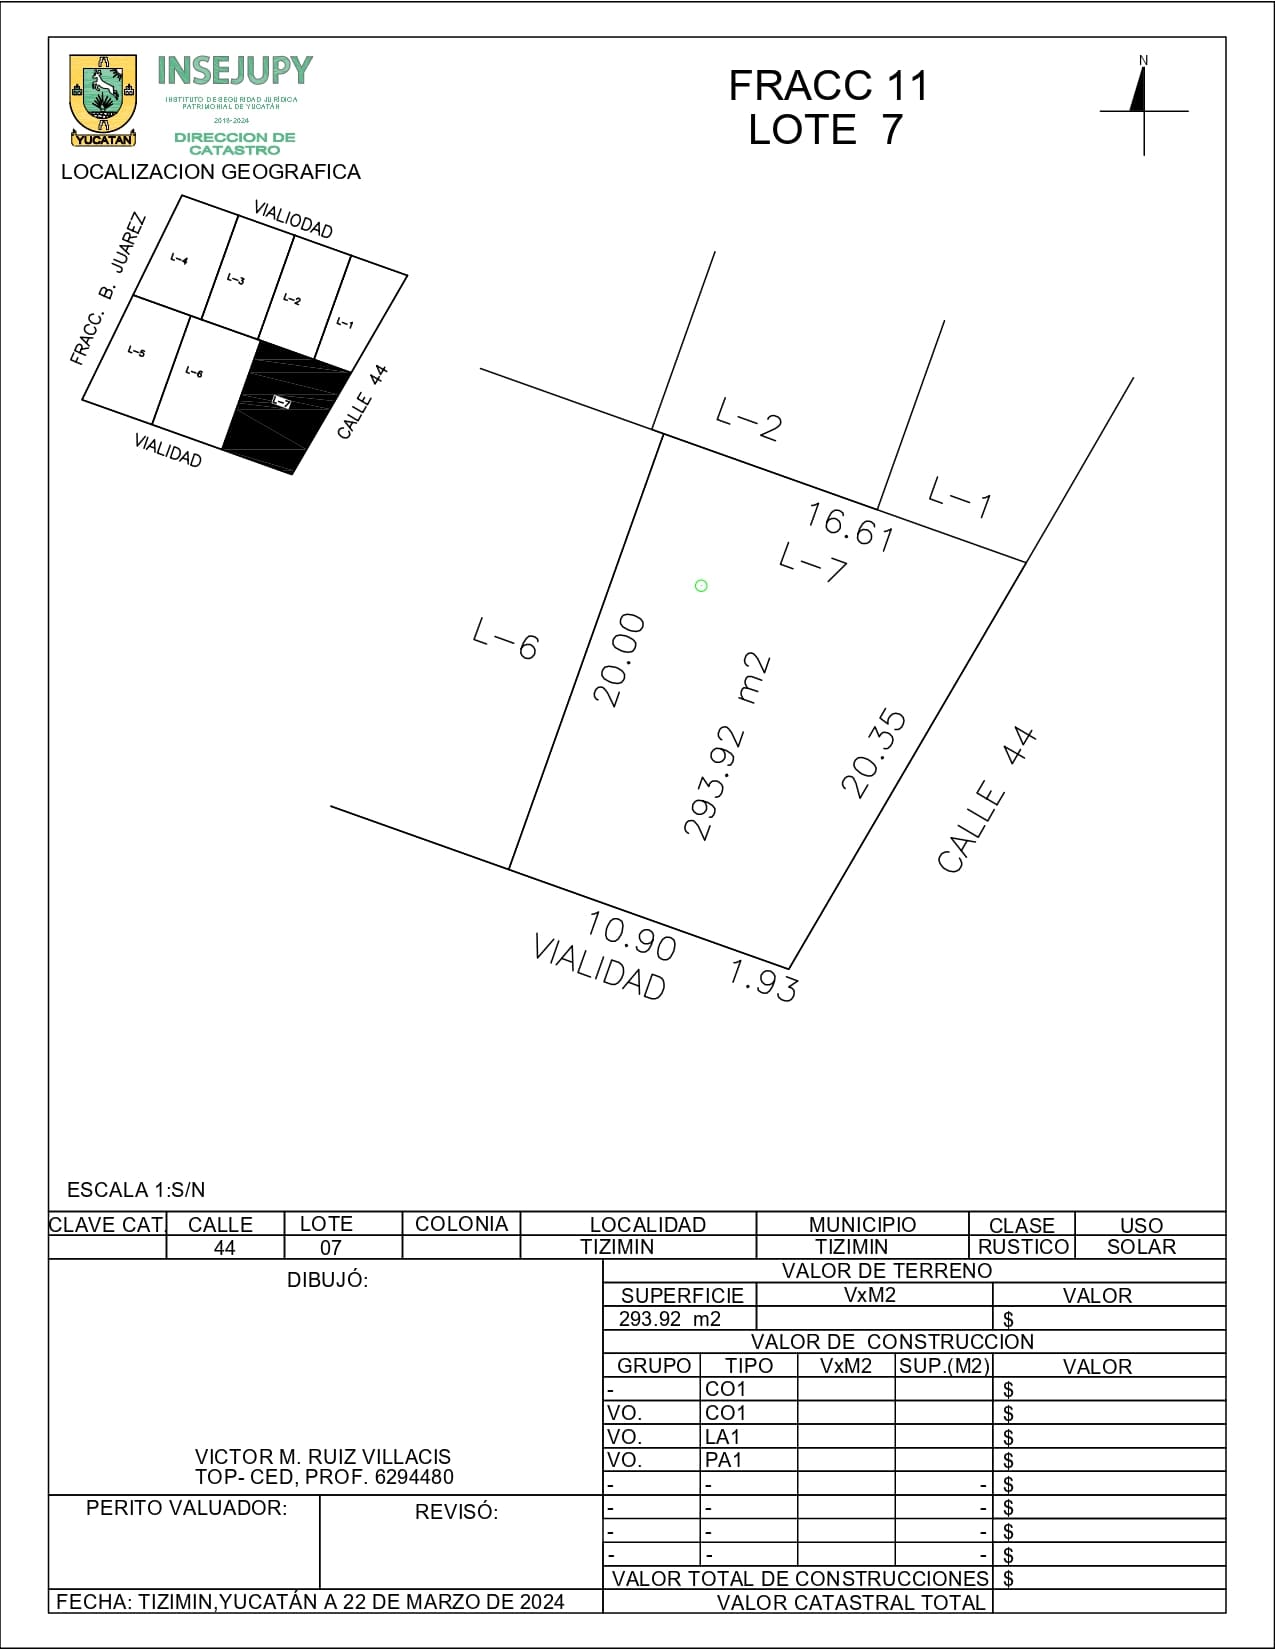 INSEJUPY
INSTITUTO DE SEGURIDAD JURÍDICA
PATRIMONIAL DE YUCATÁN
2018-2024
DIRECCION DE
CATASTRO
YUCATAN
FRACC 11
LOTE 7
N
LOCALIZACION GEOGRAFICA
VIALIODAD
FRACC. B. JUAREZ
L-4
L-3
L-2
L-1
L-5
L-6
L-7
CALLE 44
VIALIDAD
L-2
L-1
16.61
L-7
L-6
20.00
293.92 m2
20.35
CALLE 44
10.90
VIALIDAD
1.93
ESCALA 1:S/N
CLAVE CAT. CALLE LOTE COLONIA LOCALIDAD MUNICIPIO CLASE USO
44 07 TIZIMIN TIZIMIN RUSTICO SOLAR
DIBUJÓ:
VICTOR M. RUIZ VILLACIS
TOP- CED, PROF. 6294480
PERITO VALUADOR:
REVISÓ:
FECHA: TIZIMIN,YUCATÁN A 22 DE MARZO DE 2024
VALOR DE TERRENO
SUPERFICIE VxM2 VALOR
293.92 m2 $
VALOR DE CONSTRUCCION
GRUPO TIPO VxM2 SUP.(M2) VALOR
- CO1 $
VO. CO1 $
VO. LA1 $
VO. PA1 $
- - - $
- - - $
- - - $
- - - $
VALOR TOTAL DE CONSTRUCCIONES $
VALOR CATASTRAL TOTAL